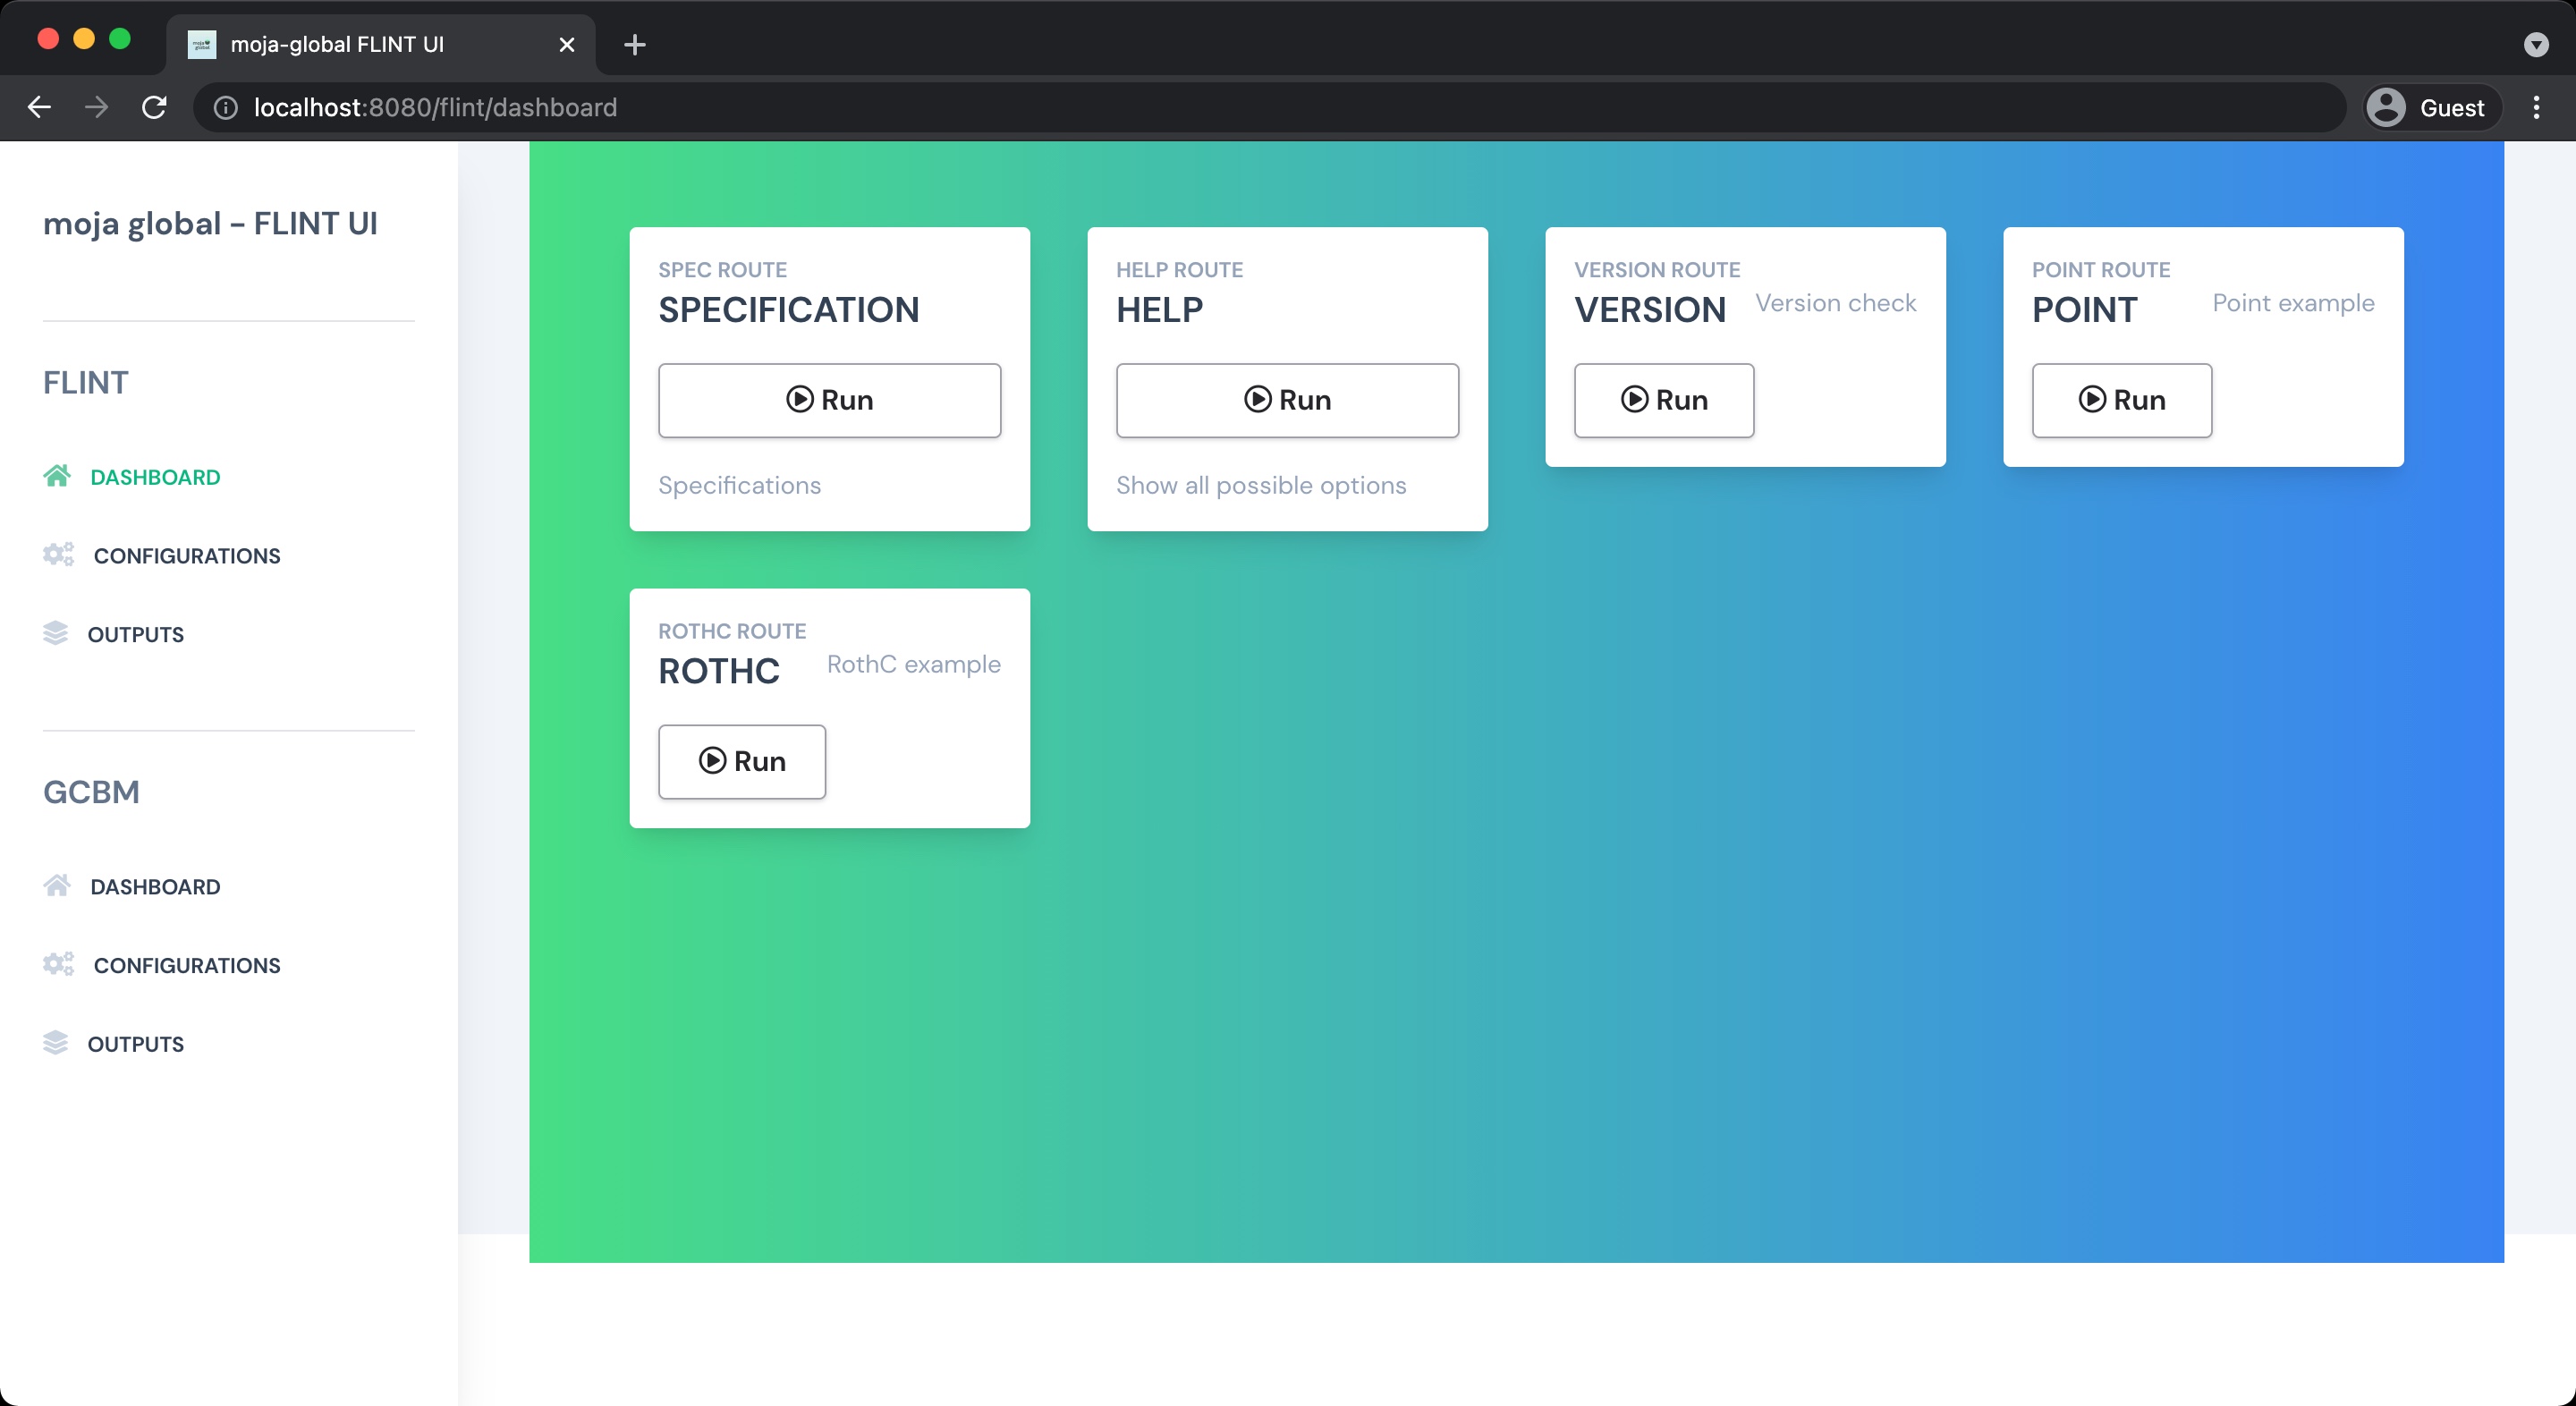 moja-global FLINT UI
localhost:8080/flint/dashboard
Guest
moja global - FLINT UI
FLINT
DASHBOARD
CONFIGURATIONS
OUTPUTS
GCBM
DASHBOARD
CONFIGURATIONS
OUTPUTS
SPEC ROUTE
SPECIFICATION
Run
Specifications
HELP ROUTE
HELP
Run
Show all possible options
VERSION ROUTE
VERSION
Version check
Run
POINT ROUTE
POINT
Point example
Run
ROTHC ROUTE
ROTHC
RothC example
Run